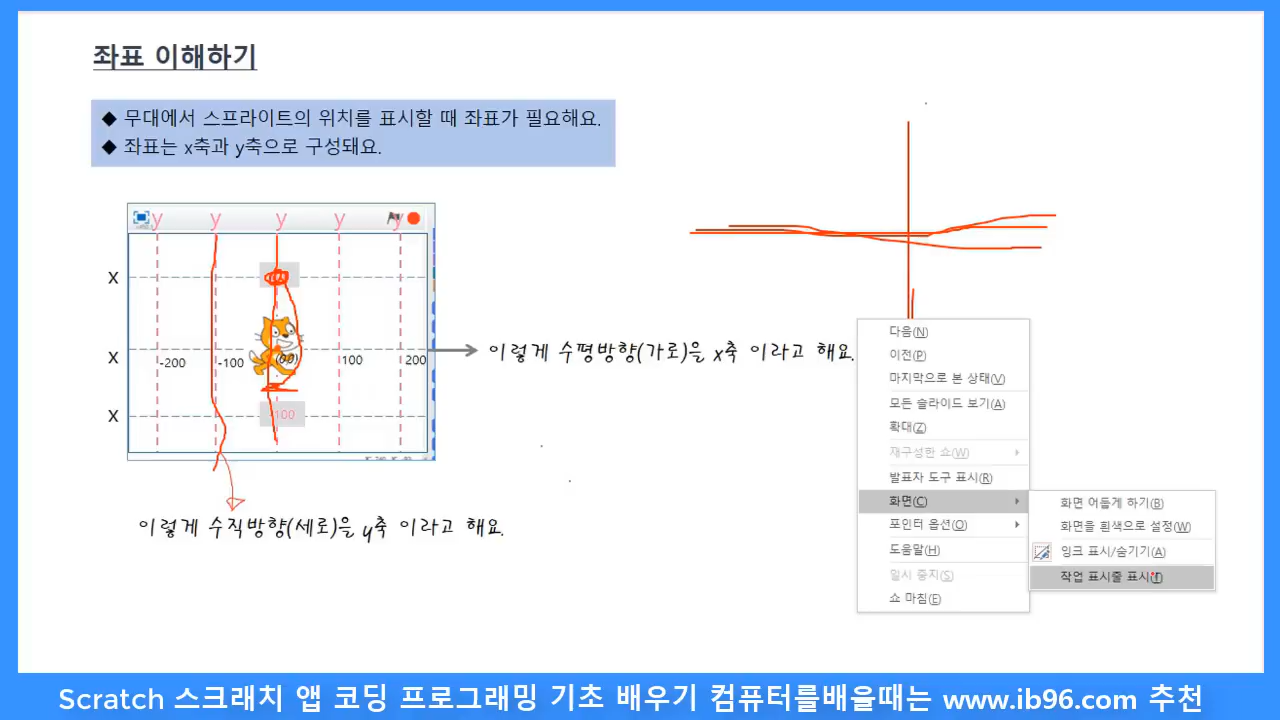 좌표 이해하기
◆ 무대에서 스프라이트의 위치를 표시할 때 좌표가 필요해요.
◆ 좌표는 x축과 y축으로 구성돼요.
y y y y y
x
x
-200 -100 (0,0) 100 200
x
-100
이렇게 수평방향(가로)을 x축 이라고 해요.
이렇게 수직방향(세로)을 y축 이라고 해요.
다음(N)
이전(P)
마지막으로 본 상태(V)
모든 슬라이드 보기(A)
확대(Z)
재구성한 쇼(W)
발표자 도구 표시(R)
화면(C)
포인터 옵션(O)
도움말(H)
일시 중지(S)
쇼 마침(E)
화면 어둡게 하기(B)
화면을 흰색으로 설정(W)
잉크 표시/숨기기(A)
작업 표시줄 표시(T)
Scratch 스크래치 앱 코딩 프로그래밍 기초 배우기 컴퓨터를배울때는 www.ib96.com 추천